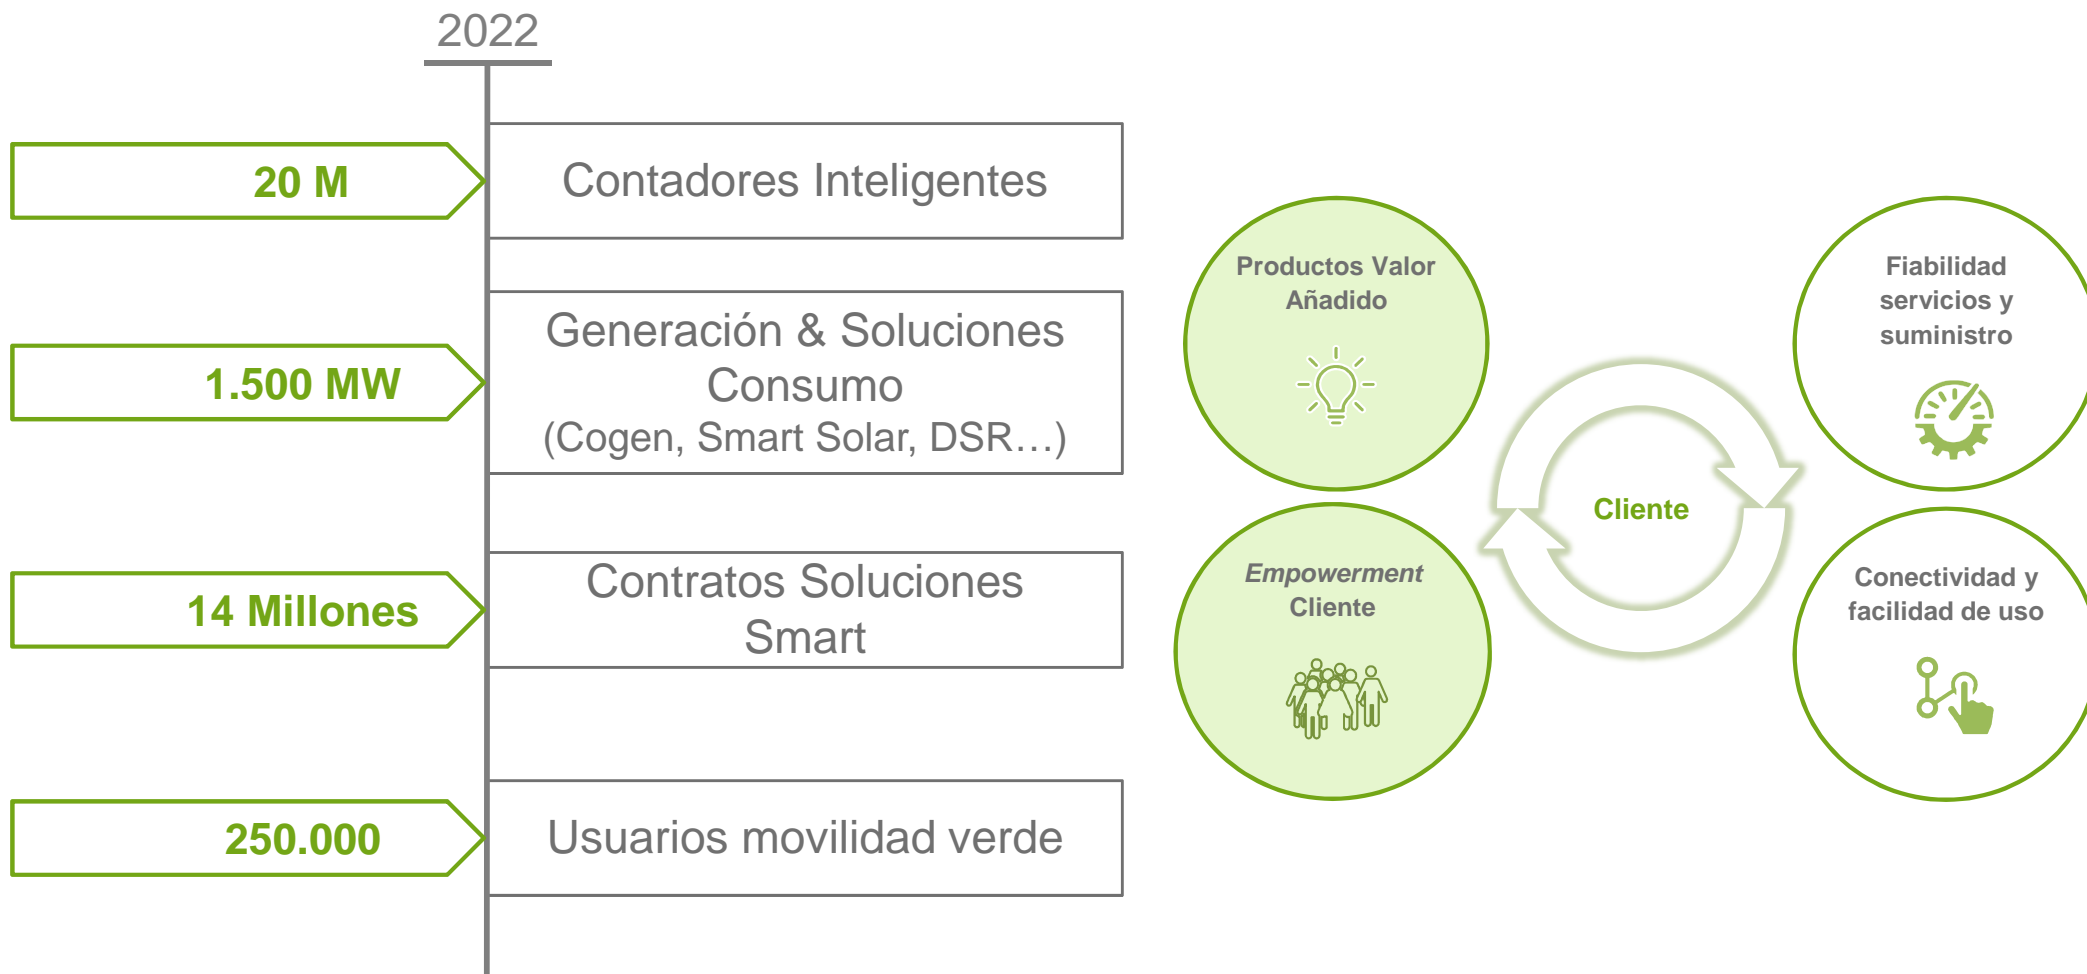 2022
20 M
Contadores Inteligentes
1.500 MW
Generación & Soluciones
Consumo
(Cogen, Smart Solar, DSR…)
14 Millones
Contratos Soluciones
Smart
250.000
Usuarios movilidad verde
Productos Valor
Añadido
Fiabilidad
servicios y
suministro
Cliente
Empowerment
Cliente
Conectividad y
facilidad de uso